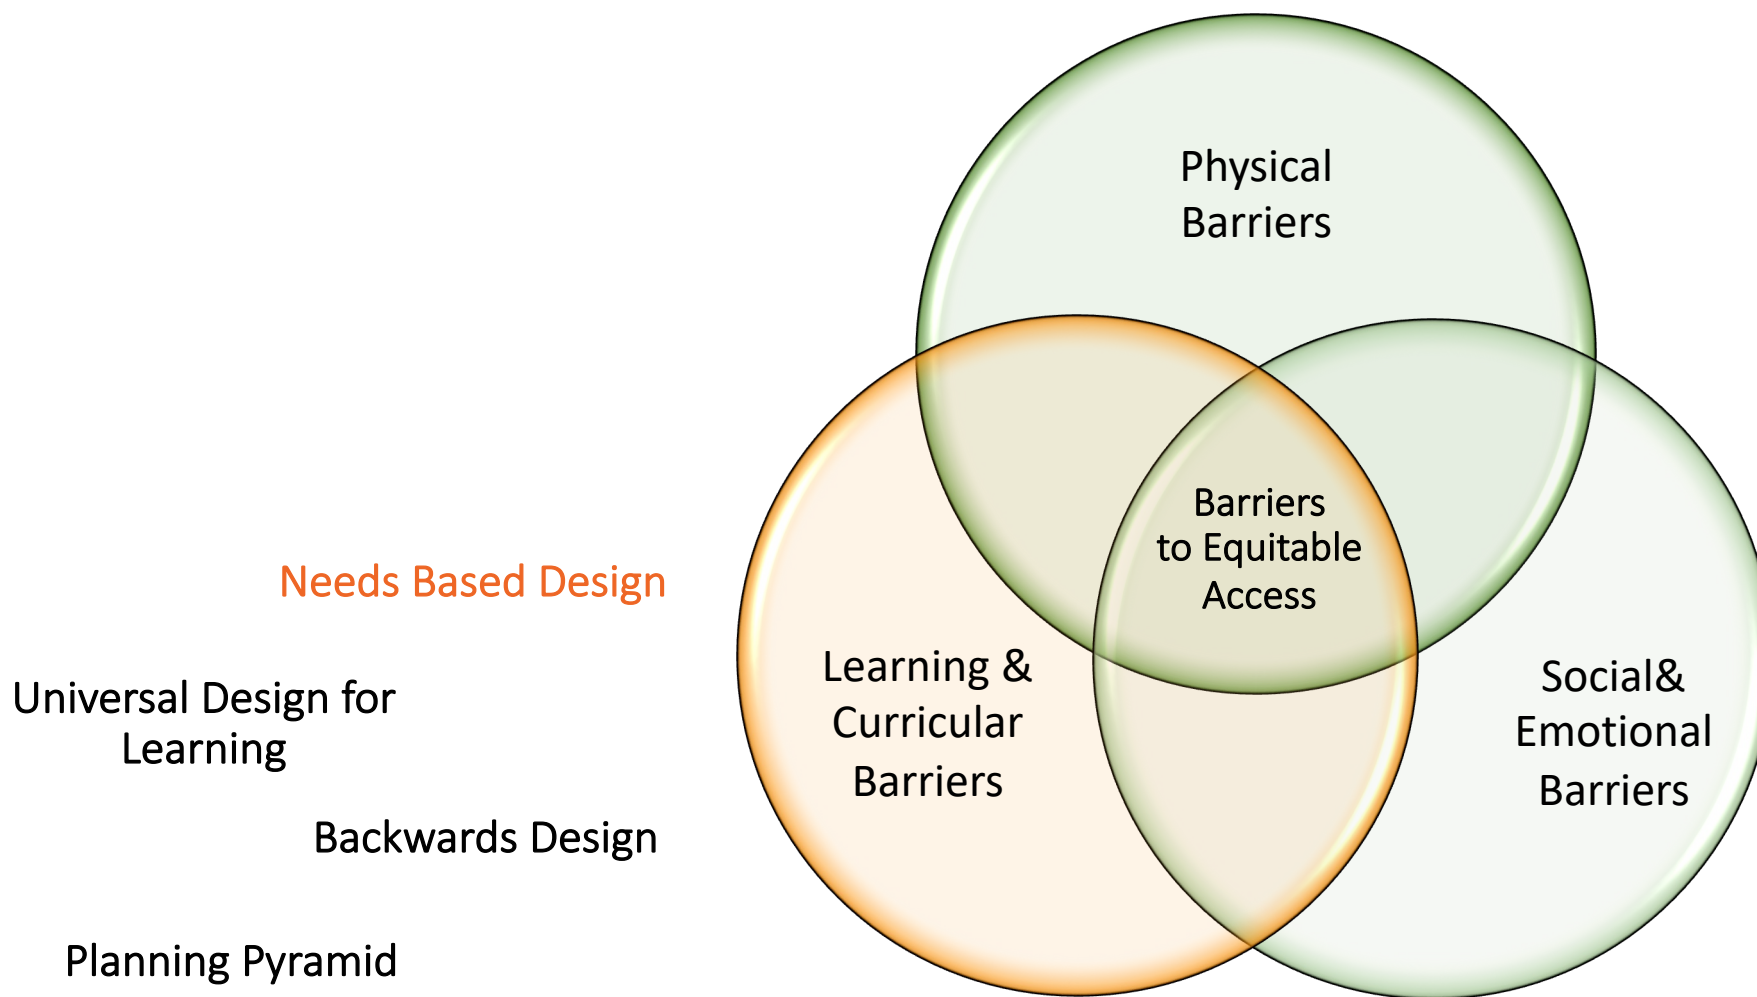 Physical
Barriers
Barriers
to Equitable
Access
Needs Based Design
Learning &
Curricular
Barriers
Social&
Emotional
Barriers
Universal Design for
Learning
Backwards Design
Planning Pyramid